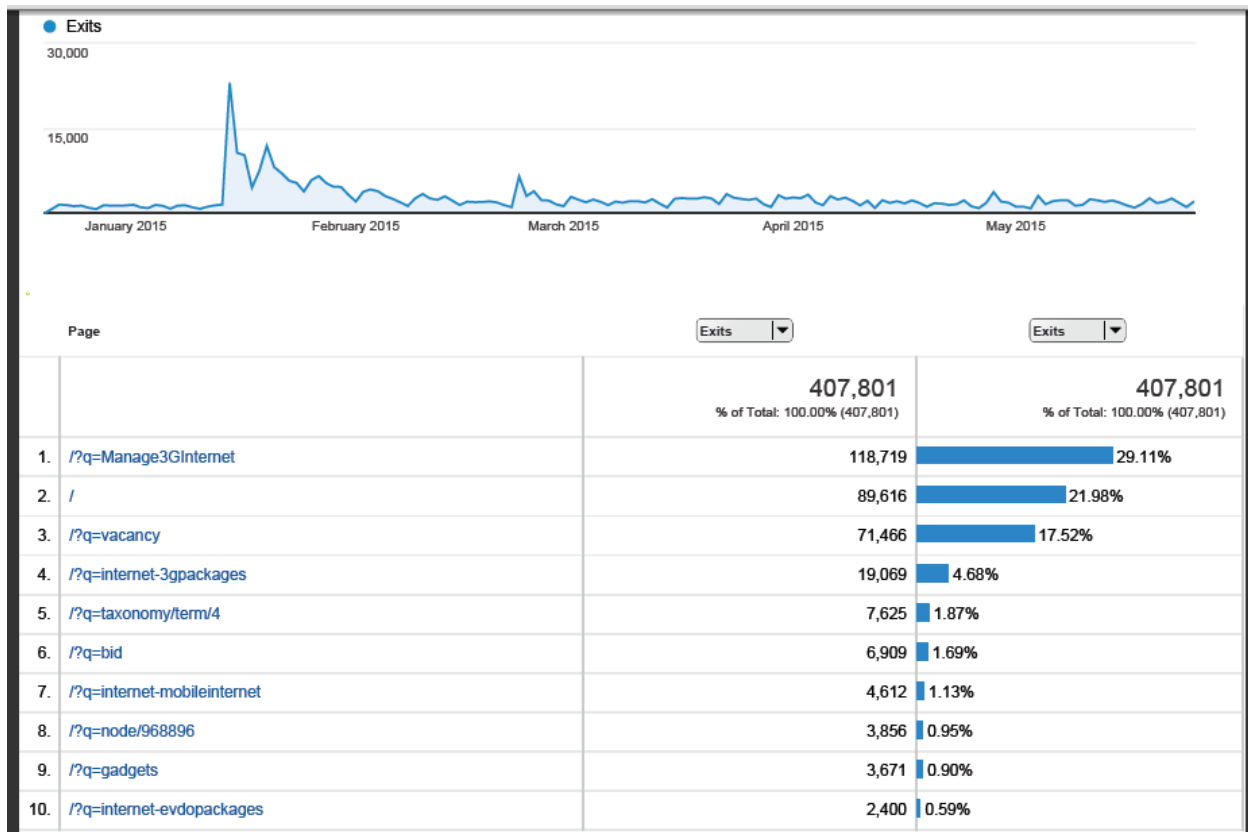 Exits
30,000
15,000
January 2015 February 2015 March 2015 April 2015 May 2015
Page Exits Exits
407,801 407,801
% of Total: 100.00% (407,801) % of Total: 100.00% (407,801)
1. /?q=Manage3GInternet 118,719 29.11%
2. / 89,616 21.98%
3. /?q=vacancy 71,466 17.52%
4. /?q=internet-3gpackages 19,069 4.68%
5. /?q=taxonomy/term/4 7,625 1.87%
6. /?q=bid 6,909 1.69%
7. /?q=internet-mobileinternet 4,612 1.13%
8. /?q=node/968896 3,856 0.95%
9. /?q=gadgets 3,671 0.90%
10. /?q=internet-evdopackages 2,400 0.59%